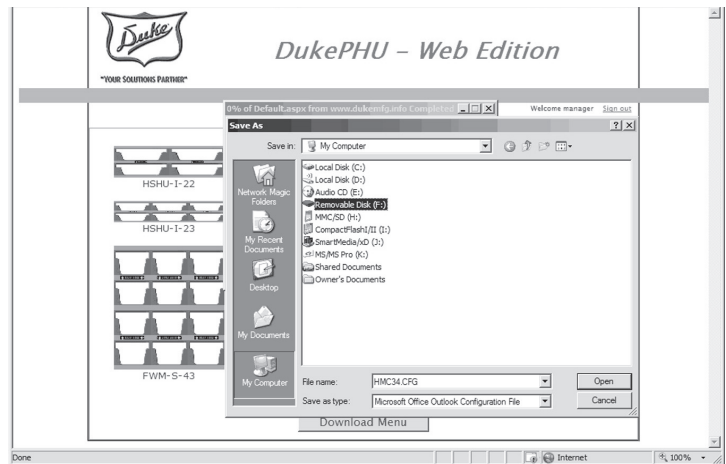 Duke
"YOUR SOLUTIONS PARTNER"
DukePHU – Web Edition
0% of Default.aspx from www.dukemfg.info Completed
Welcome manager Sign out
Save As
Save in: My Computer
HSHU-I-22
HSHU-I-23
FWM-S-43
Network Magic Folders
My Recent Documents
Desktop
My Documents
My Computer
Local Disk (C:)
Local Disk (D:)
Audio CD (E:)
Removable Disk (F:)
MMC/SD (H:)
CompactFlashI/II (I:)
SmartMedia/xD (J:)
MS/MS Pro (K:)
Shared Documents
Owner's Documents
File name: HMC34.CFG Open
Save as type: Microsoft Office Outlook Configuration File Cancel
Download Menu
Done Internet 100%